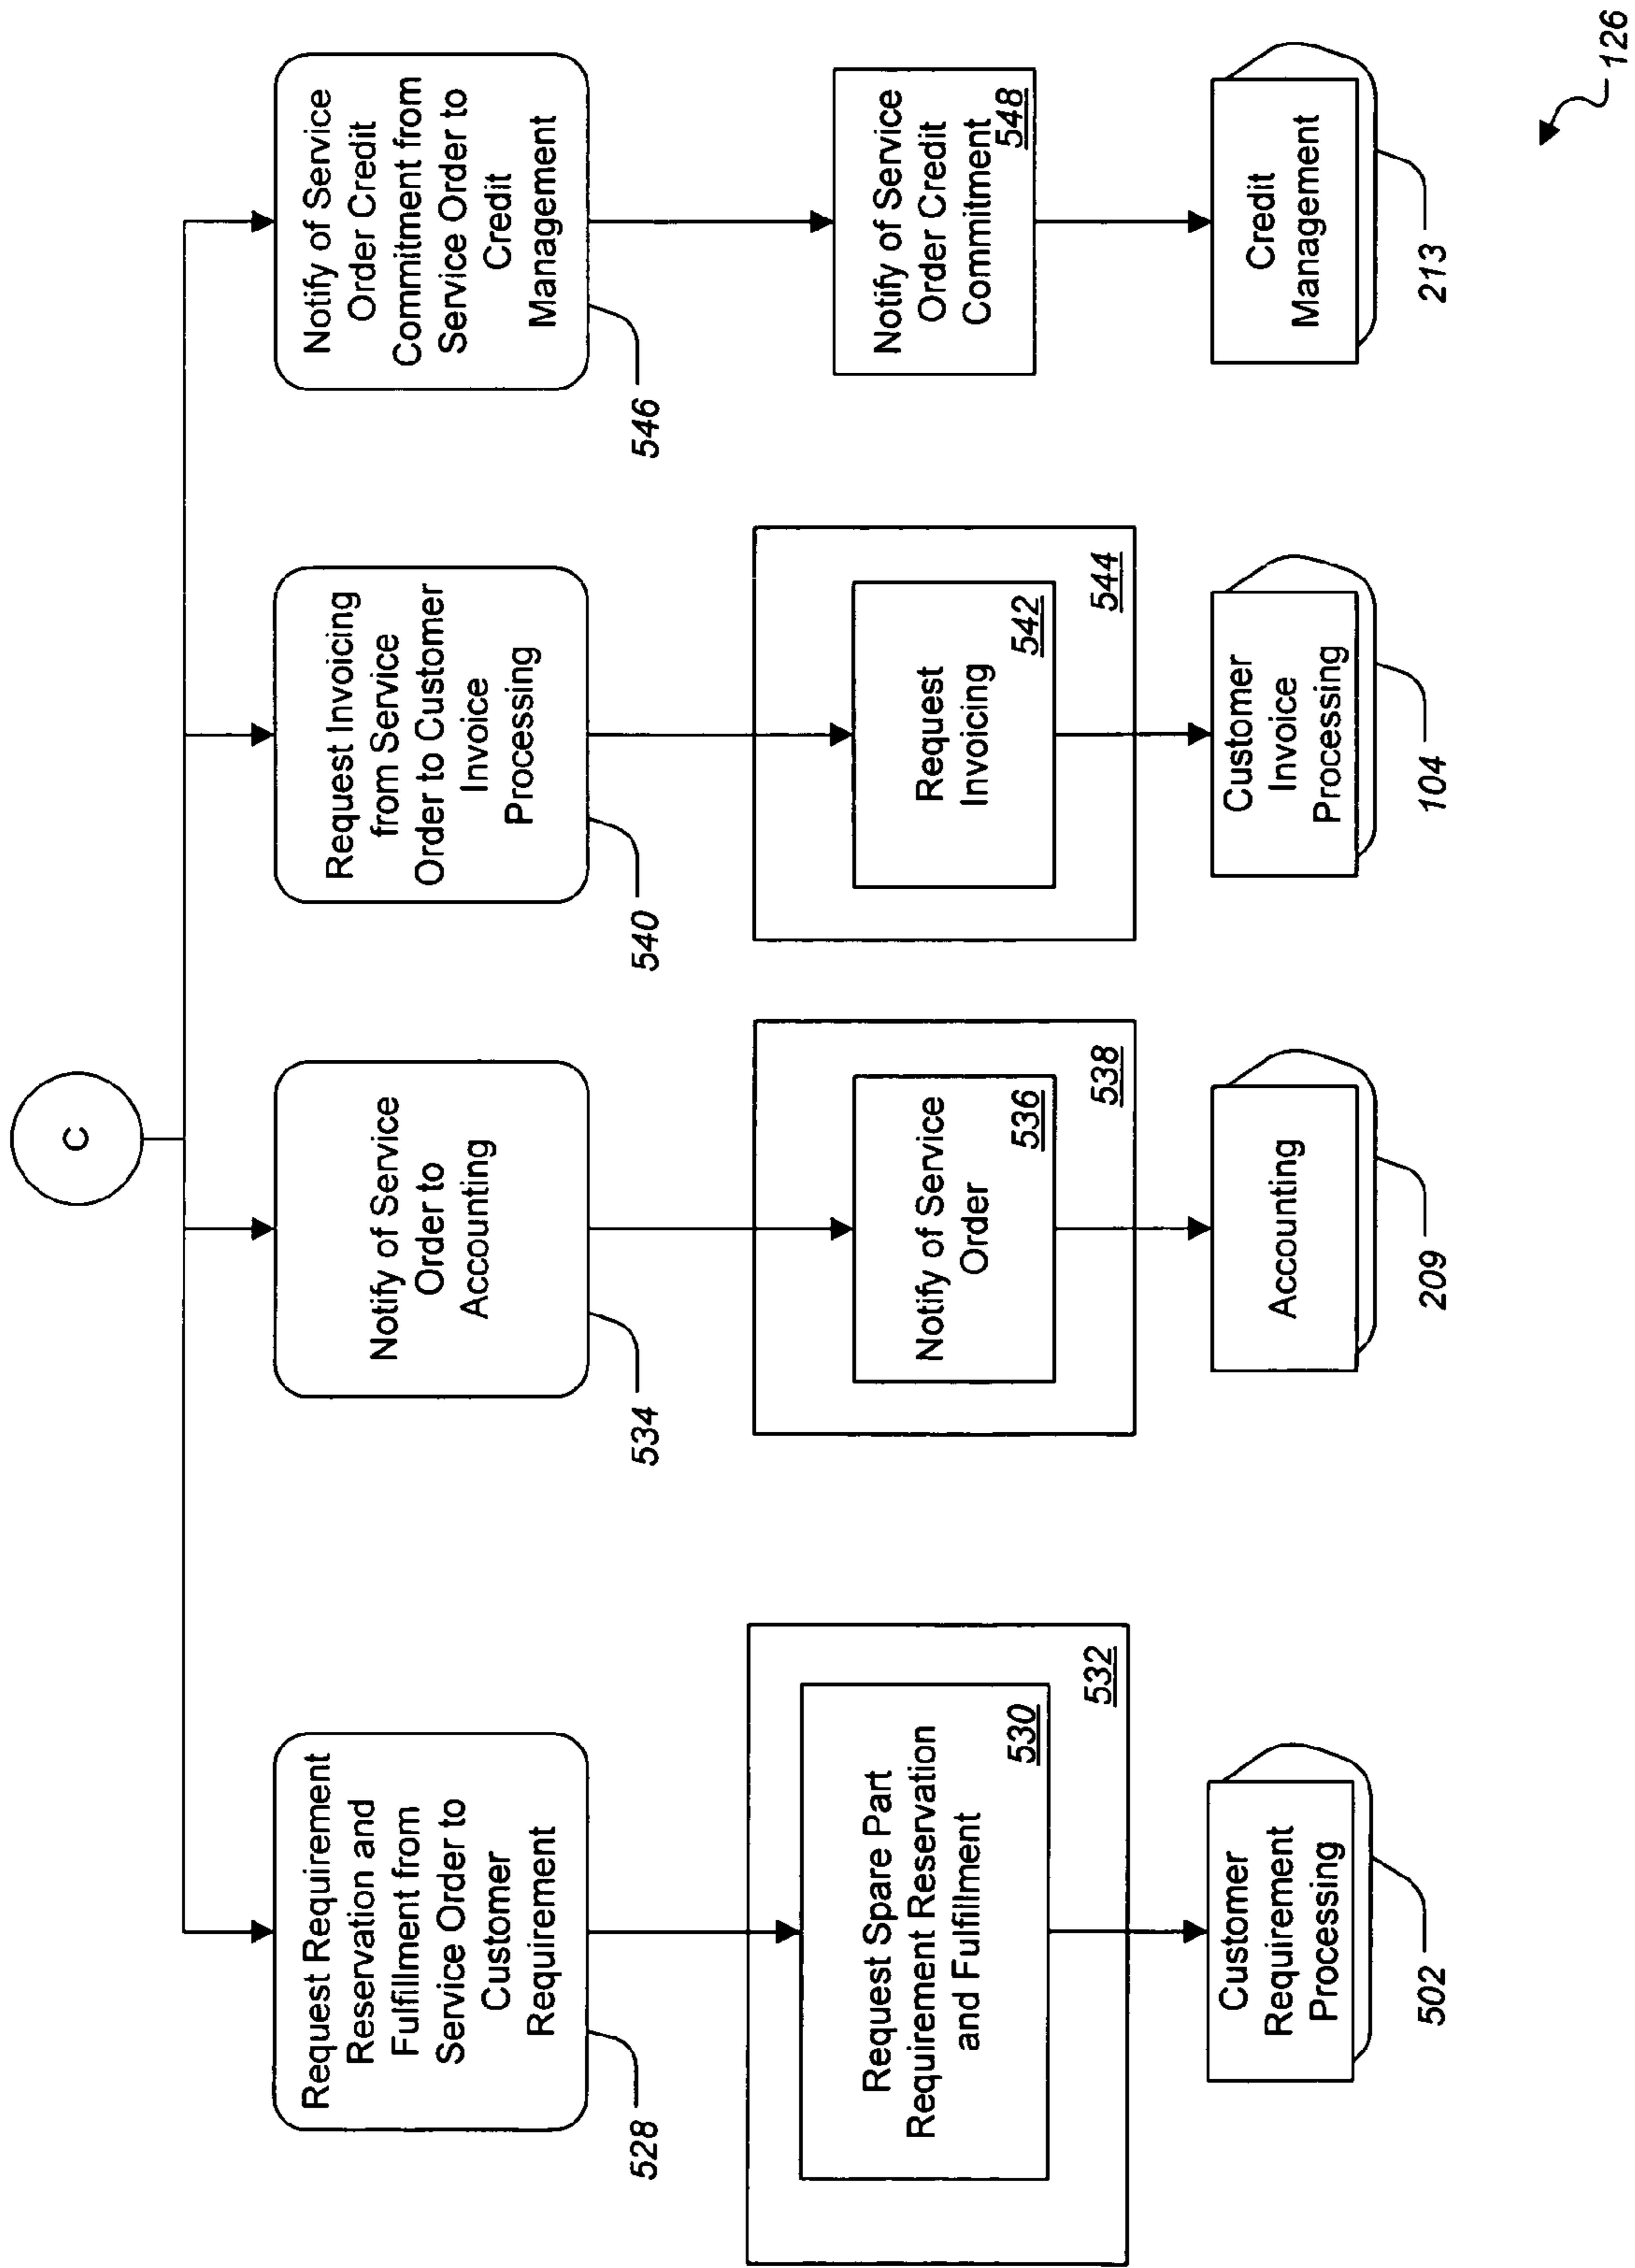 C
Request Requirement
Reservation and
Fulfillment from
Service Order to
Customer
Requirement
528
Notify of Service
Order to
Accounting
534
Request Invoicing
from Service
Order to Customer
Invoice
Processing
540
Notify of Service
Order Credit
Commitment from
Service Order to
Credit
Management
546
Request Spare Part
Requirement Reservation
and Fulfillment
530
532
Notify of Service
Order
536
538
Request
Invoicing
542
544
Notify of Service
Order Credit
Commitment
548
Customer
Requirement
Processing
502
Accounting
209
Customer
Invoice
Processing
104
Credit
Management
213
126